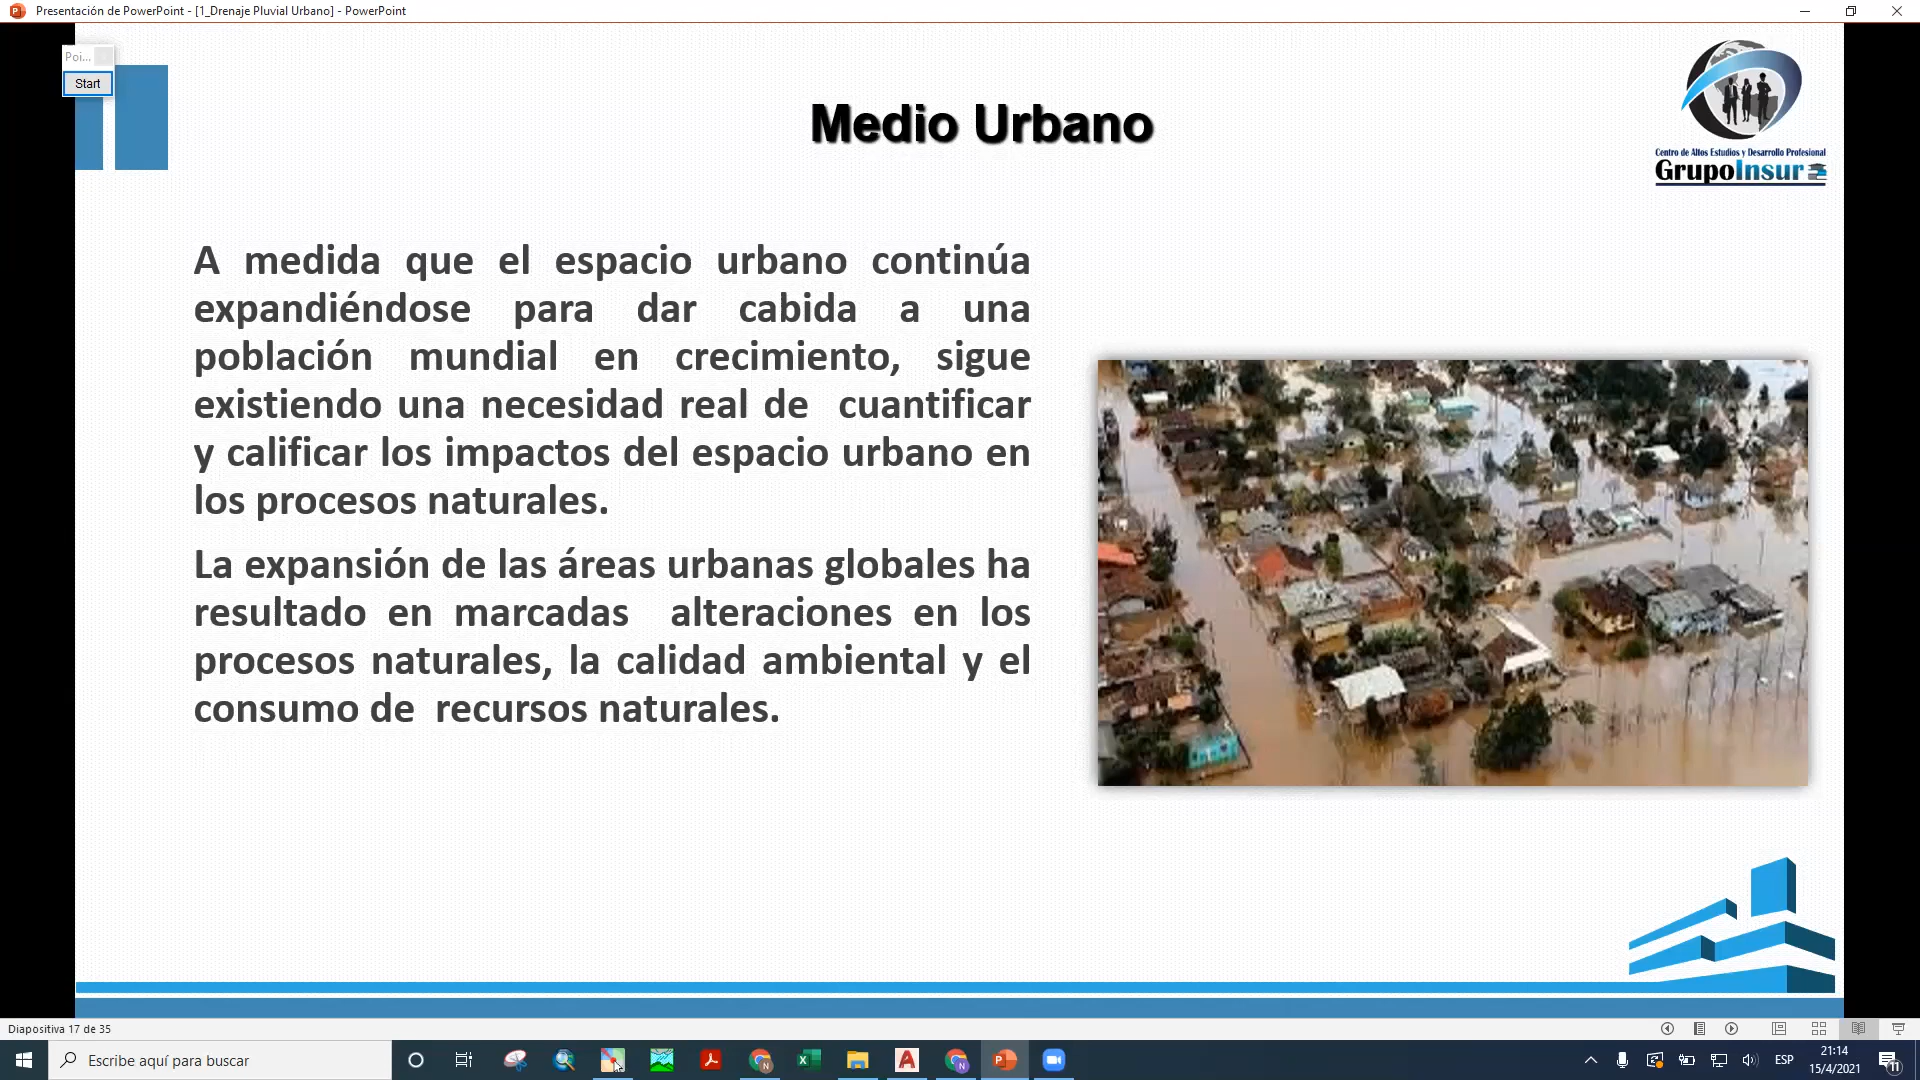 Presentación de PowerPoint - [1_Drenaje Pluvial Urbano] - PowerPoint
Poi...
Start
Medio Urbano
Centro de Altos Estudios y Desarrollo Profesional
GrupoInsur
A medida que el espacio urbano continúa
expandiéndose para dar cabida a una
población mundial en crecimiento, sigue
existiendo una necesidad real de cuantificar
y calificar los impactos del espacio urbano en
los procesos naturales.
La expansión de las áreas urbanas globales ha
resultado en marcadas alteraciones en los
procesos naturales, la calidad ambiental y el
consumo de recursos naturales.
Diapositiva 17 de 35
Escribe aquí para buscar
ESP
21:14
15/4/2021
11